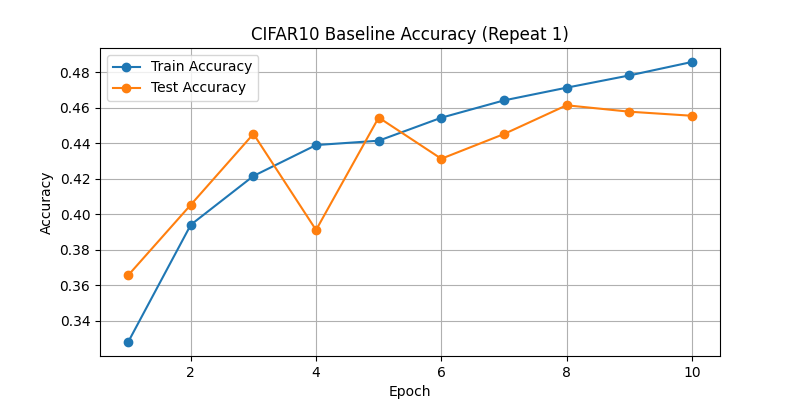 CIFAR10 Baseline Accuracy (Repeat 1)
Train Accuracy
Test Accuracy
0.48
0.46
0.44
0.42
0.40
0.38
0.36
0.34
Accuracy
2 4 6 8 10
Epoch